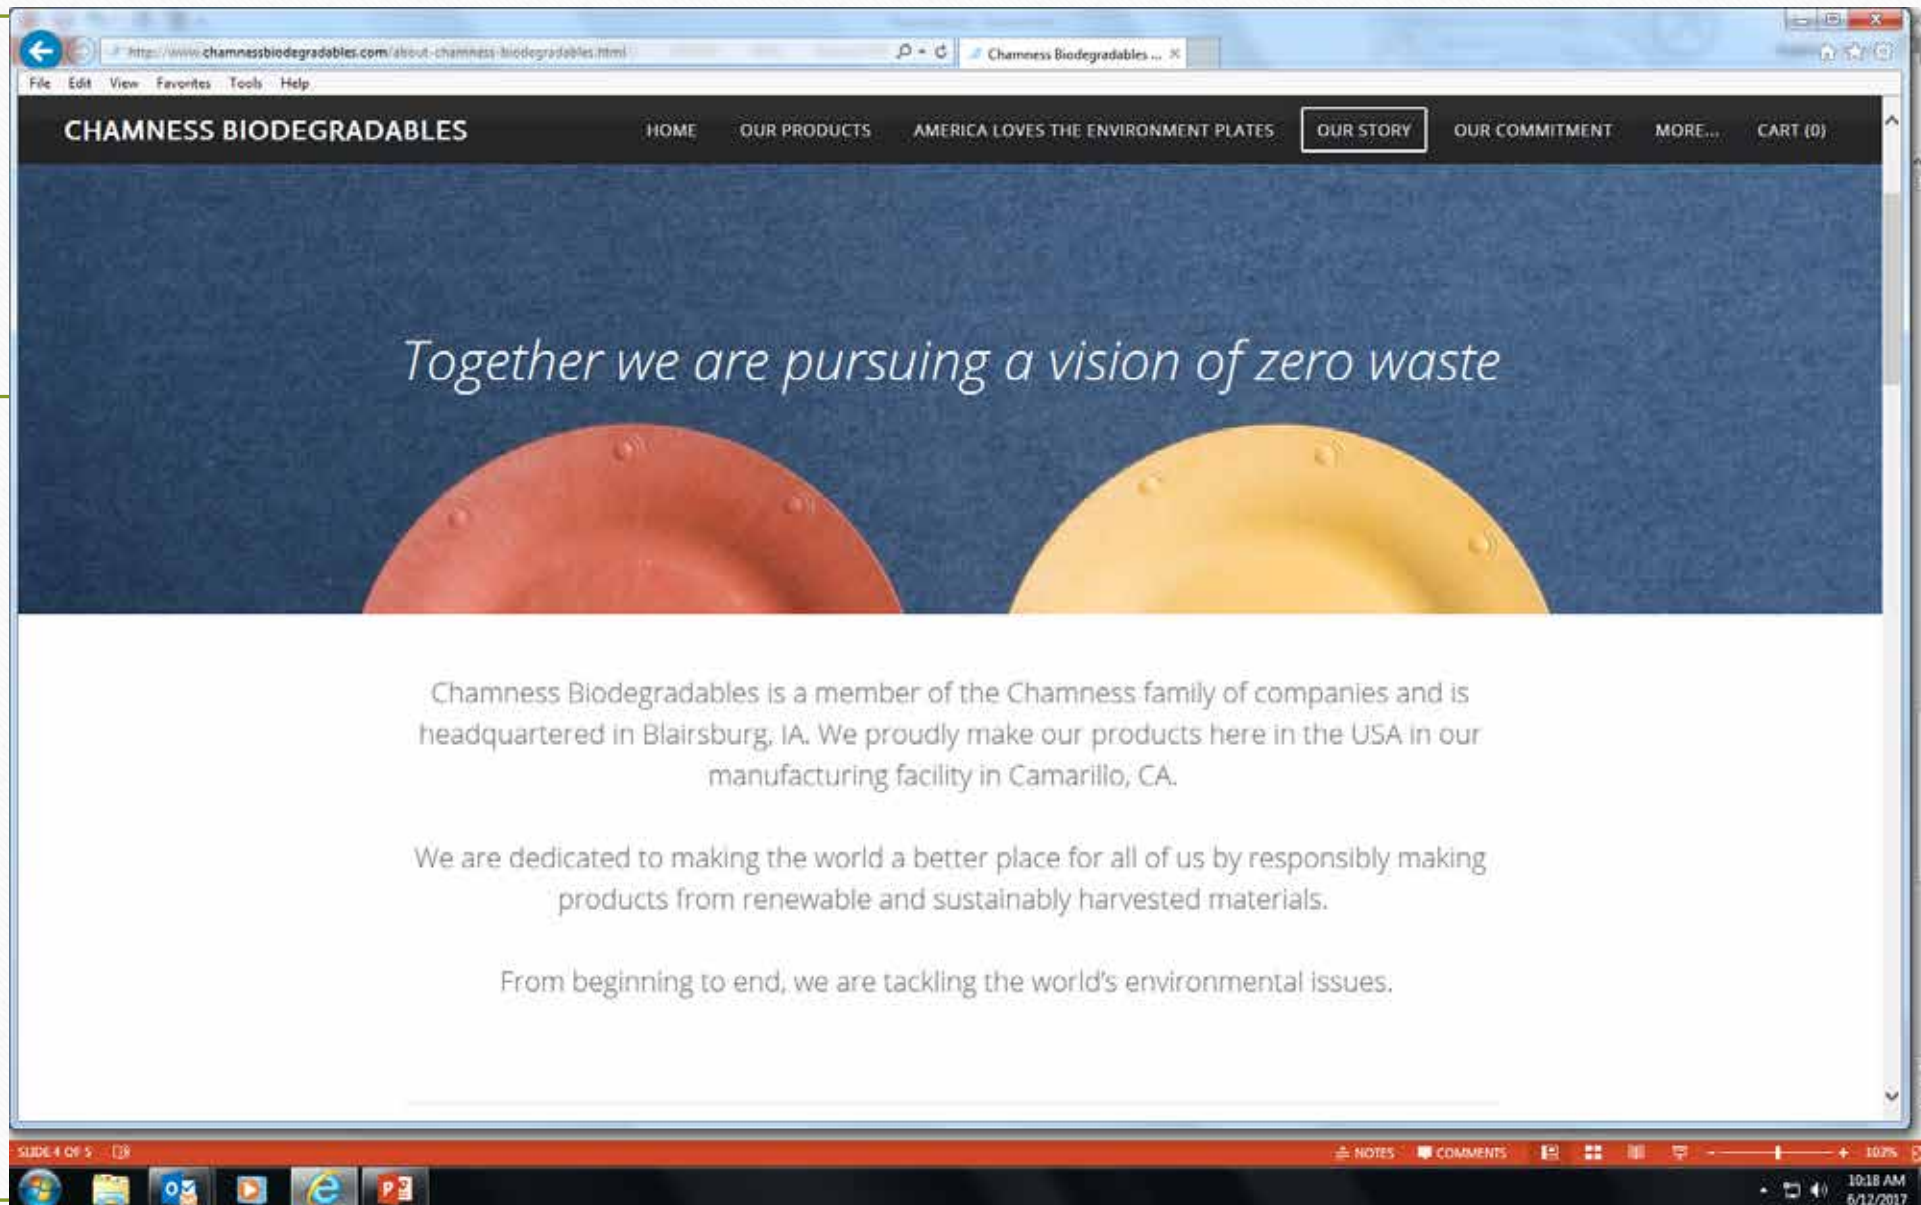 http://www.chamnessbiodegradables.com/about-chamness-biodegradables.html
Chamness Biodegradables ...
File Edit View Favorites Tools Help
CHAMNESS BIODEGRADABLES
HOME OUR PRODUCTS AMERICA LOVES THE ENVIRONMENT PLATES OUR STORY OUR COMMITMENT MORE... CART (0)
Together we are pursuing a vision of zero waste
Chamness Biodegradables is a member of the Chamness family of companies and is
headquartered in Blairsburg, IA. We proudly make our products here in the USA in our
manufacturing facility in Camarillo, CA.
We are dedicated to making the world a better place for all of us by responsibly making
products from renewable and sustainably harvested materials.
From beginning to end, we are tackling the world's environmental issues.
SLIDE 4 OF 5 NOTES COMMENTS 103%
10:18 AM
6/12/2017